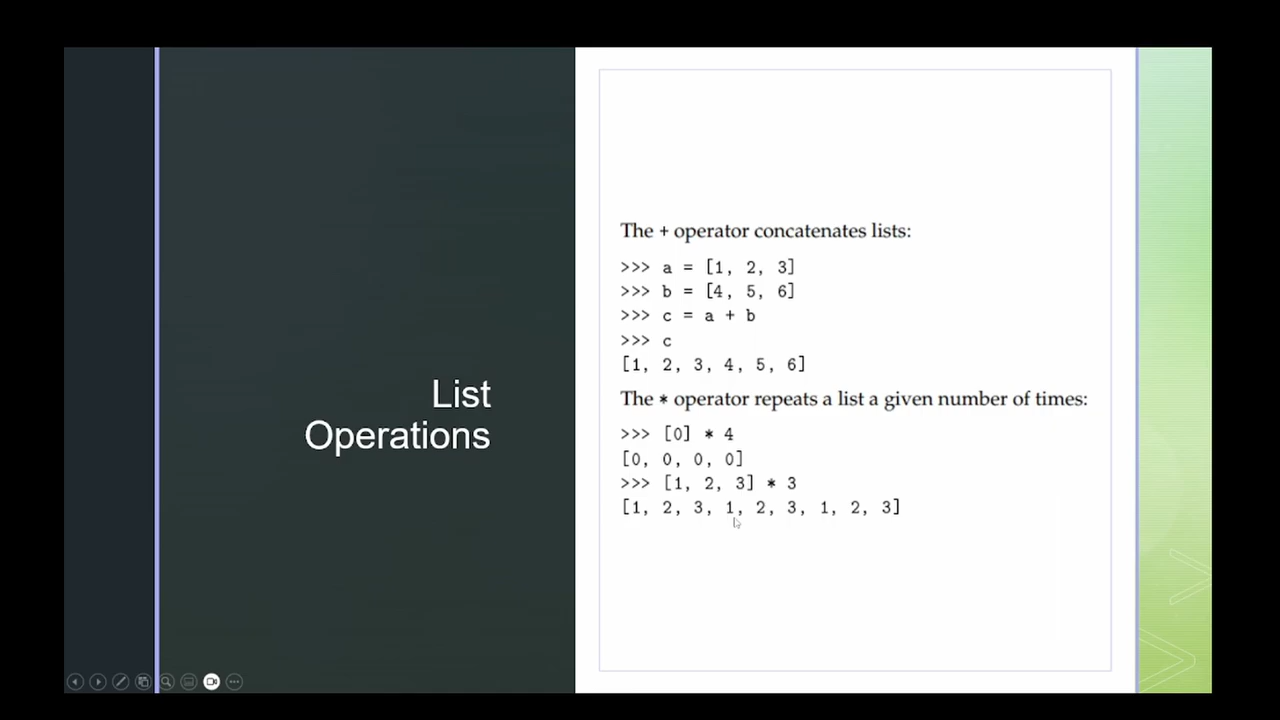 List
Operations
The + operator concatenates lists:
>>> a = [1, 2, 3]
>>> b = [4, 5, 6]
>>> c = a + b
>>> c
[1, 2, 3, 4, 5, 6]
The * operator repeats a list a given number of times:
>>> [0] * 4
[0, 0, 0, 0]
>>> [1, 2, 3] * 3
[1, 2, 3, 1, 2, 3, 1, 2, 3]